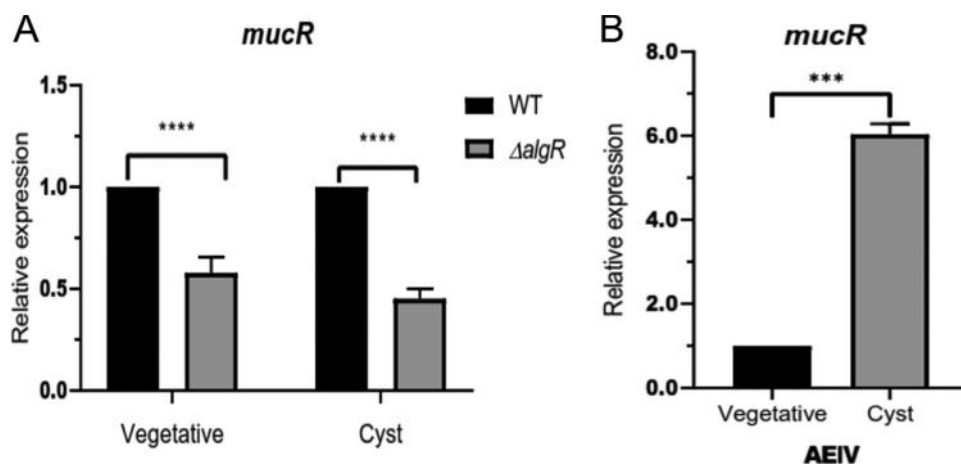 A
mucR
Relative expression
1.5
1.0
0.5
0.0
****
****
WT
ΔalgR
Vegetative
Cyst
B
mucR
Relative expression
8.0
6.0
4.0
2.0
0.0
***
Vegetative
Cyst
AEIV